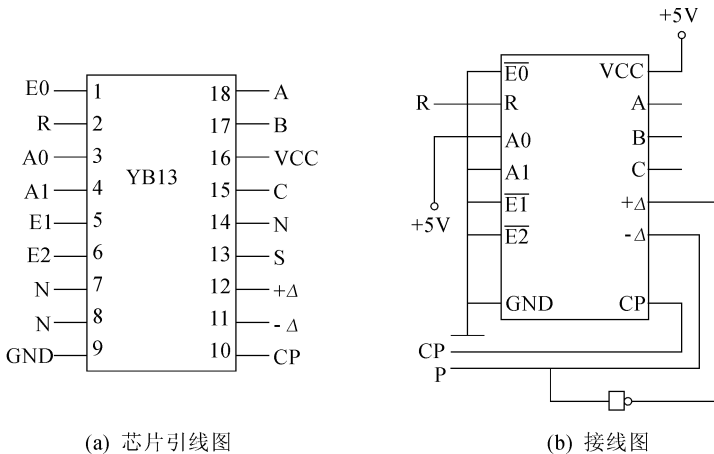 E0 1 18 A
R 2 17 B
A0 3 16 VCC
A1 4 15 C
E1 5 14 N
E2 6 13 S
N 7 12 +Δ
N 8 11 -Δ
GND 9 10 CP
YB13
(a) 芯片引线图
+5V
E0 VCC
R R A
A0 B
A1 C
E1 +Δ
+5V
E2 -Δ
GND CP
CP
P
(b) 接线图